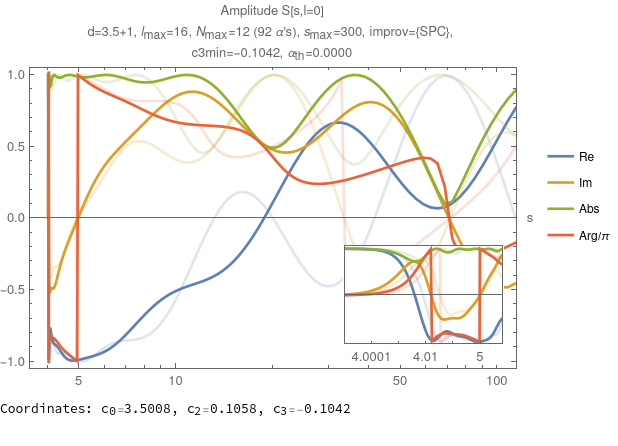 Amplitude S[s,l=0]
d=3.5+1, lmax=16, Nmax=12 (92 α's), smax=300, improv={SPC},
c3min=-0.1042, αth=0.0000
1.0
0.5
0.0
-0.5
-1.0
5
10
50
100
s
4.0001
4.01
5
Re
Im
Abs
Arg/π
Coordinates: c0=3.5008, c2=0.1058, c3=-0.1042